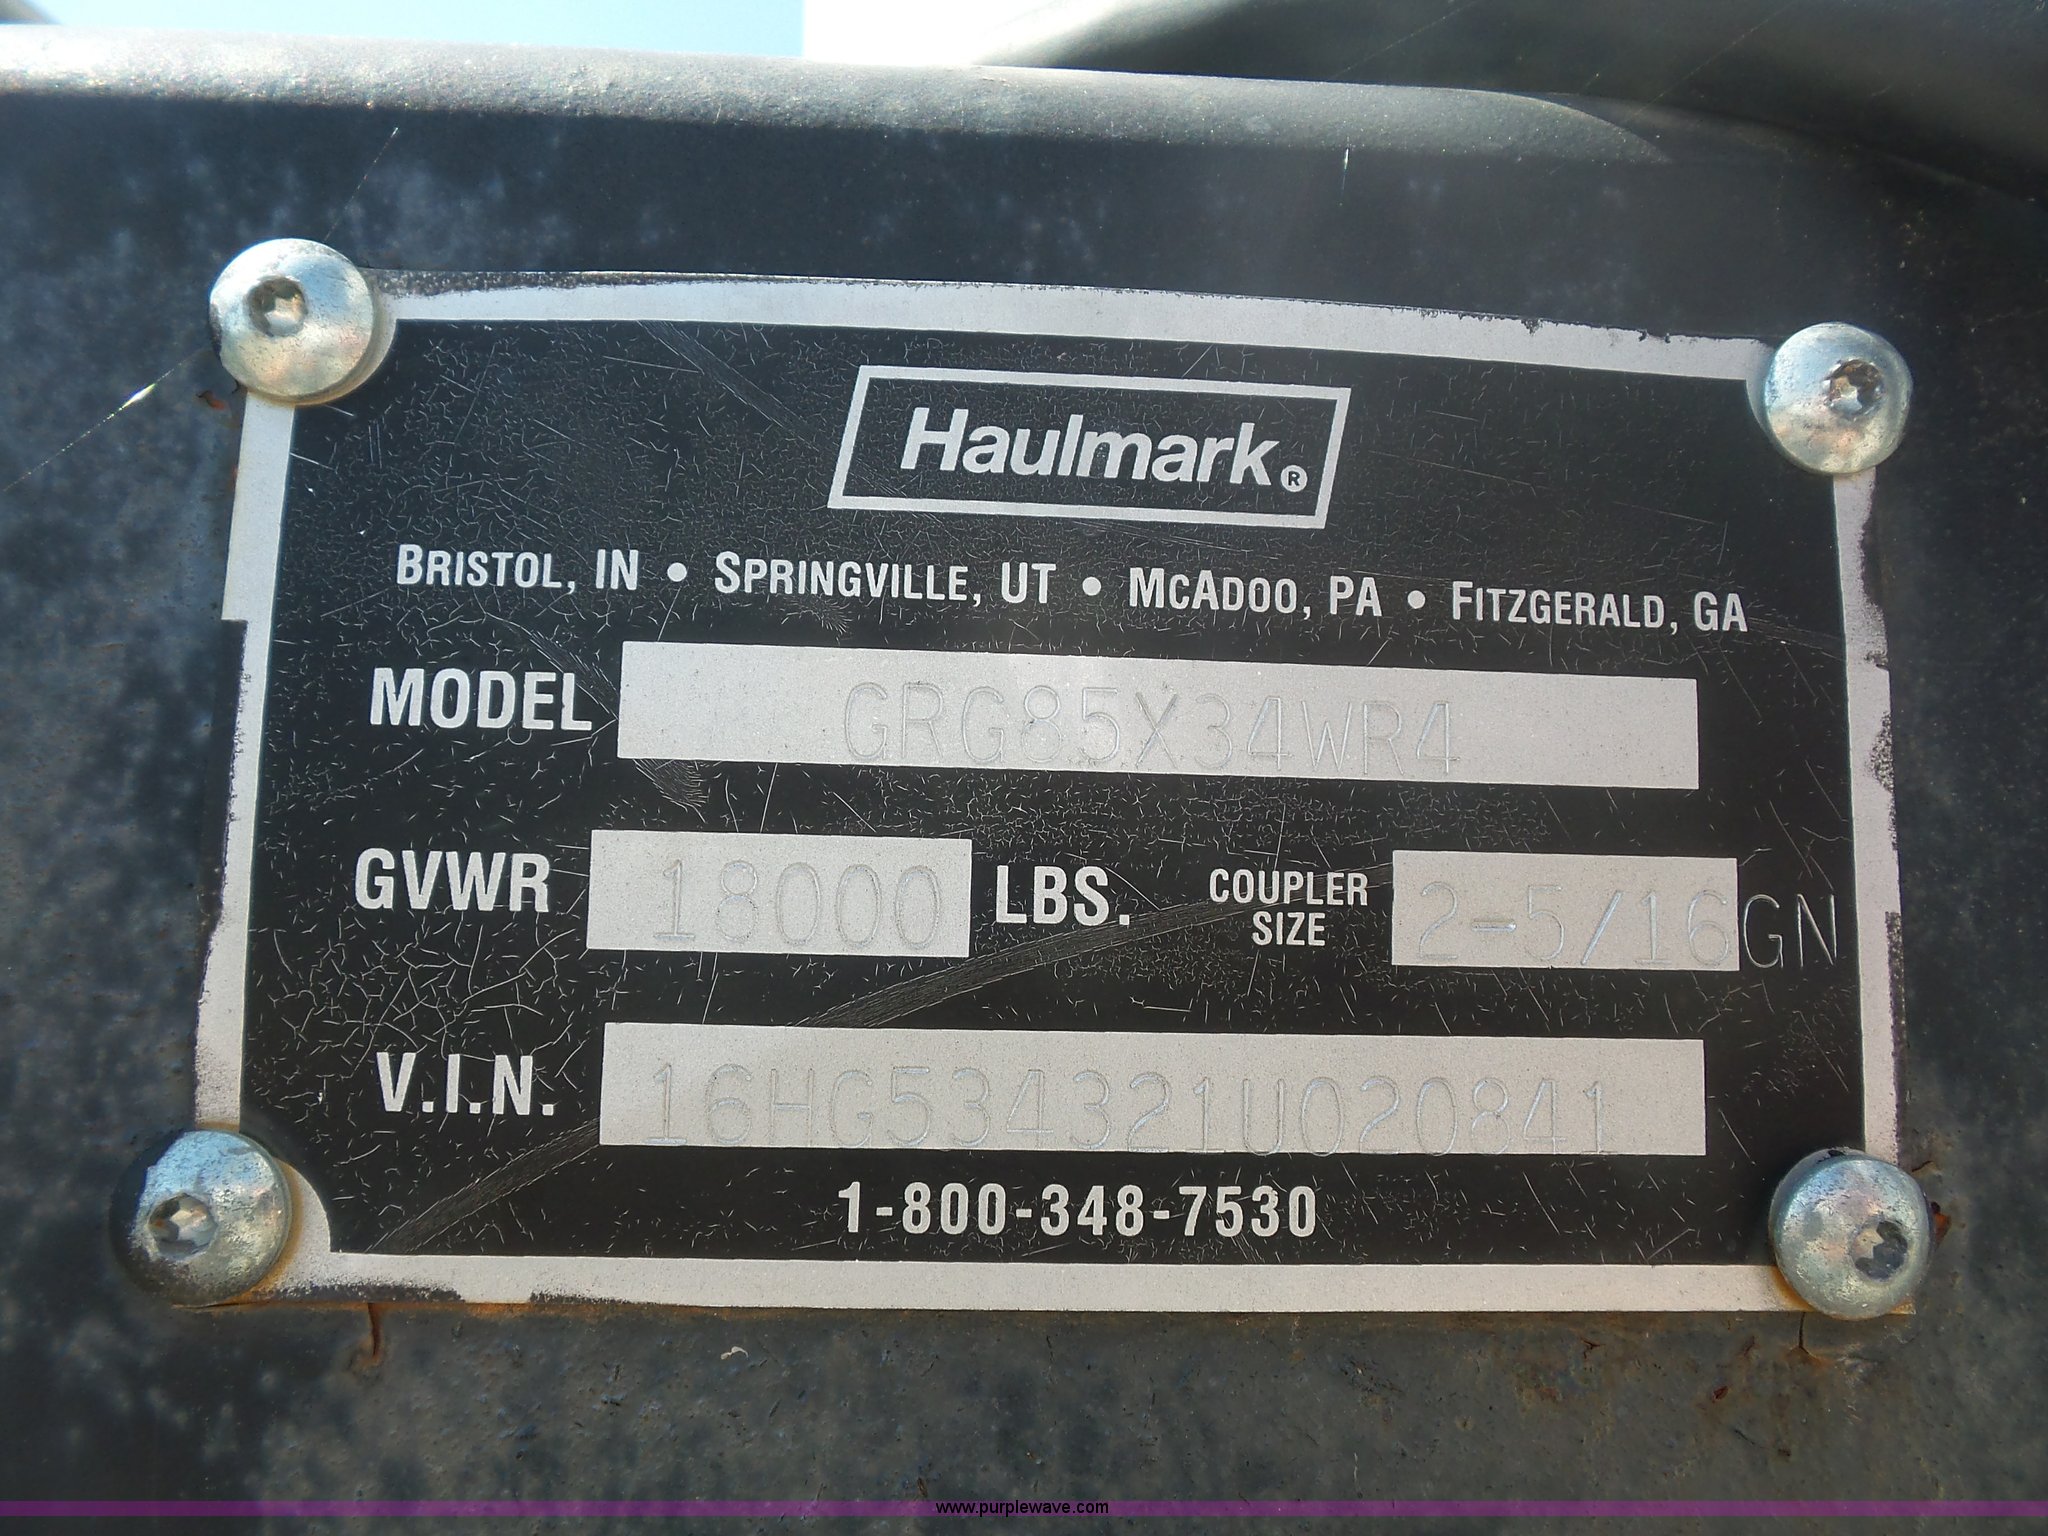 Haulmark®
BRISTOL, IN • SPRINGVILLE, UT • MCADOO, PA • FITZGERALD, GA
MODEL GRG85X34WR4
GVWR 18000 LBS. COUPLER SIZE 2-5/16GN
V.I.N. 16HG534321U020841
1-800-348-7530
www.purplewave.com